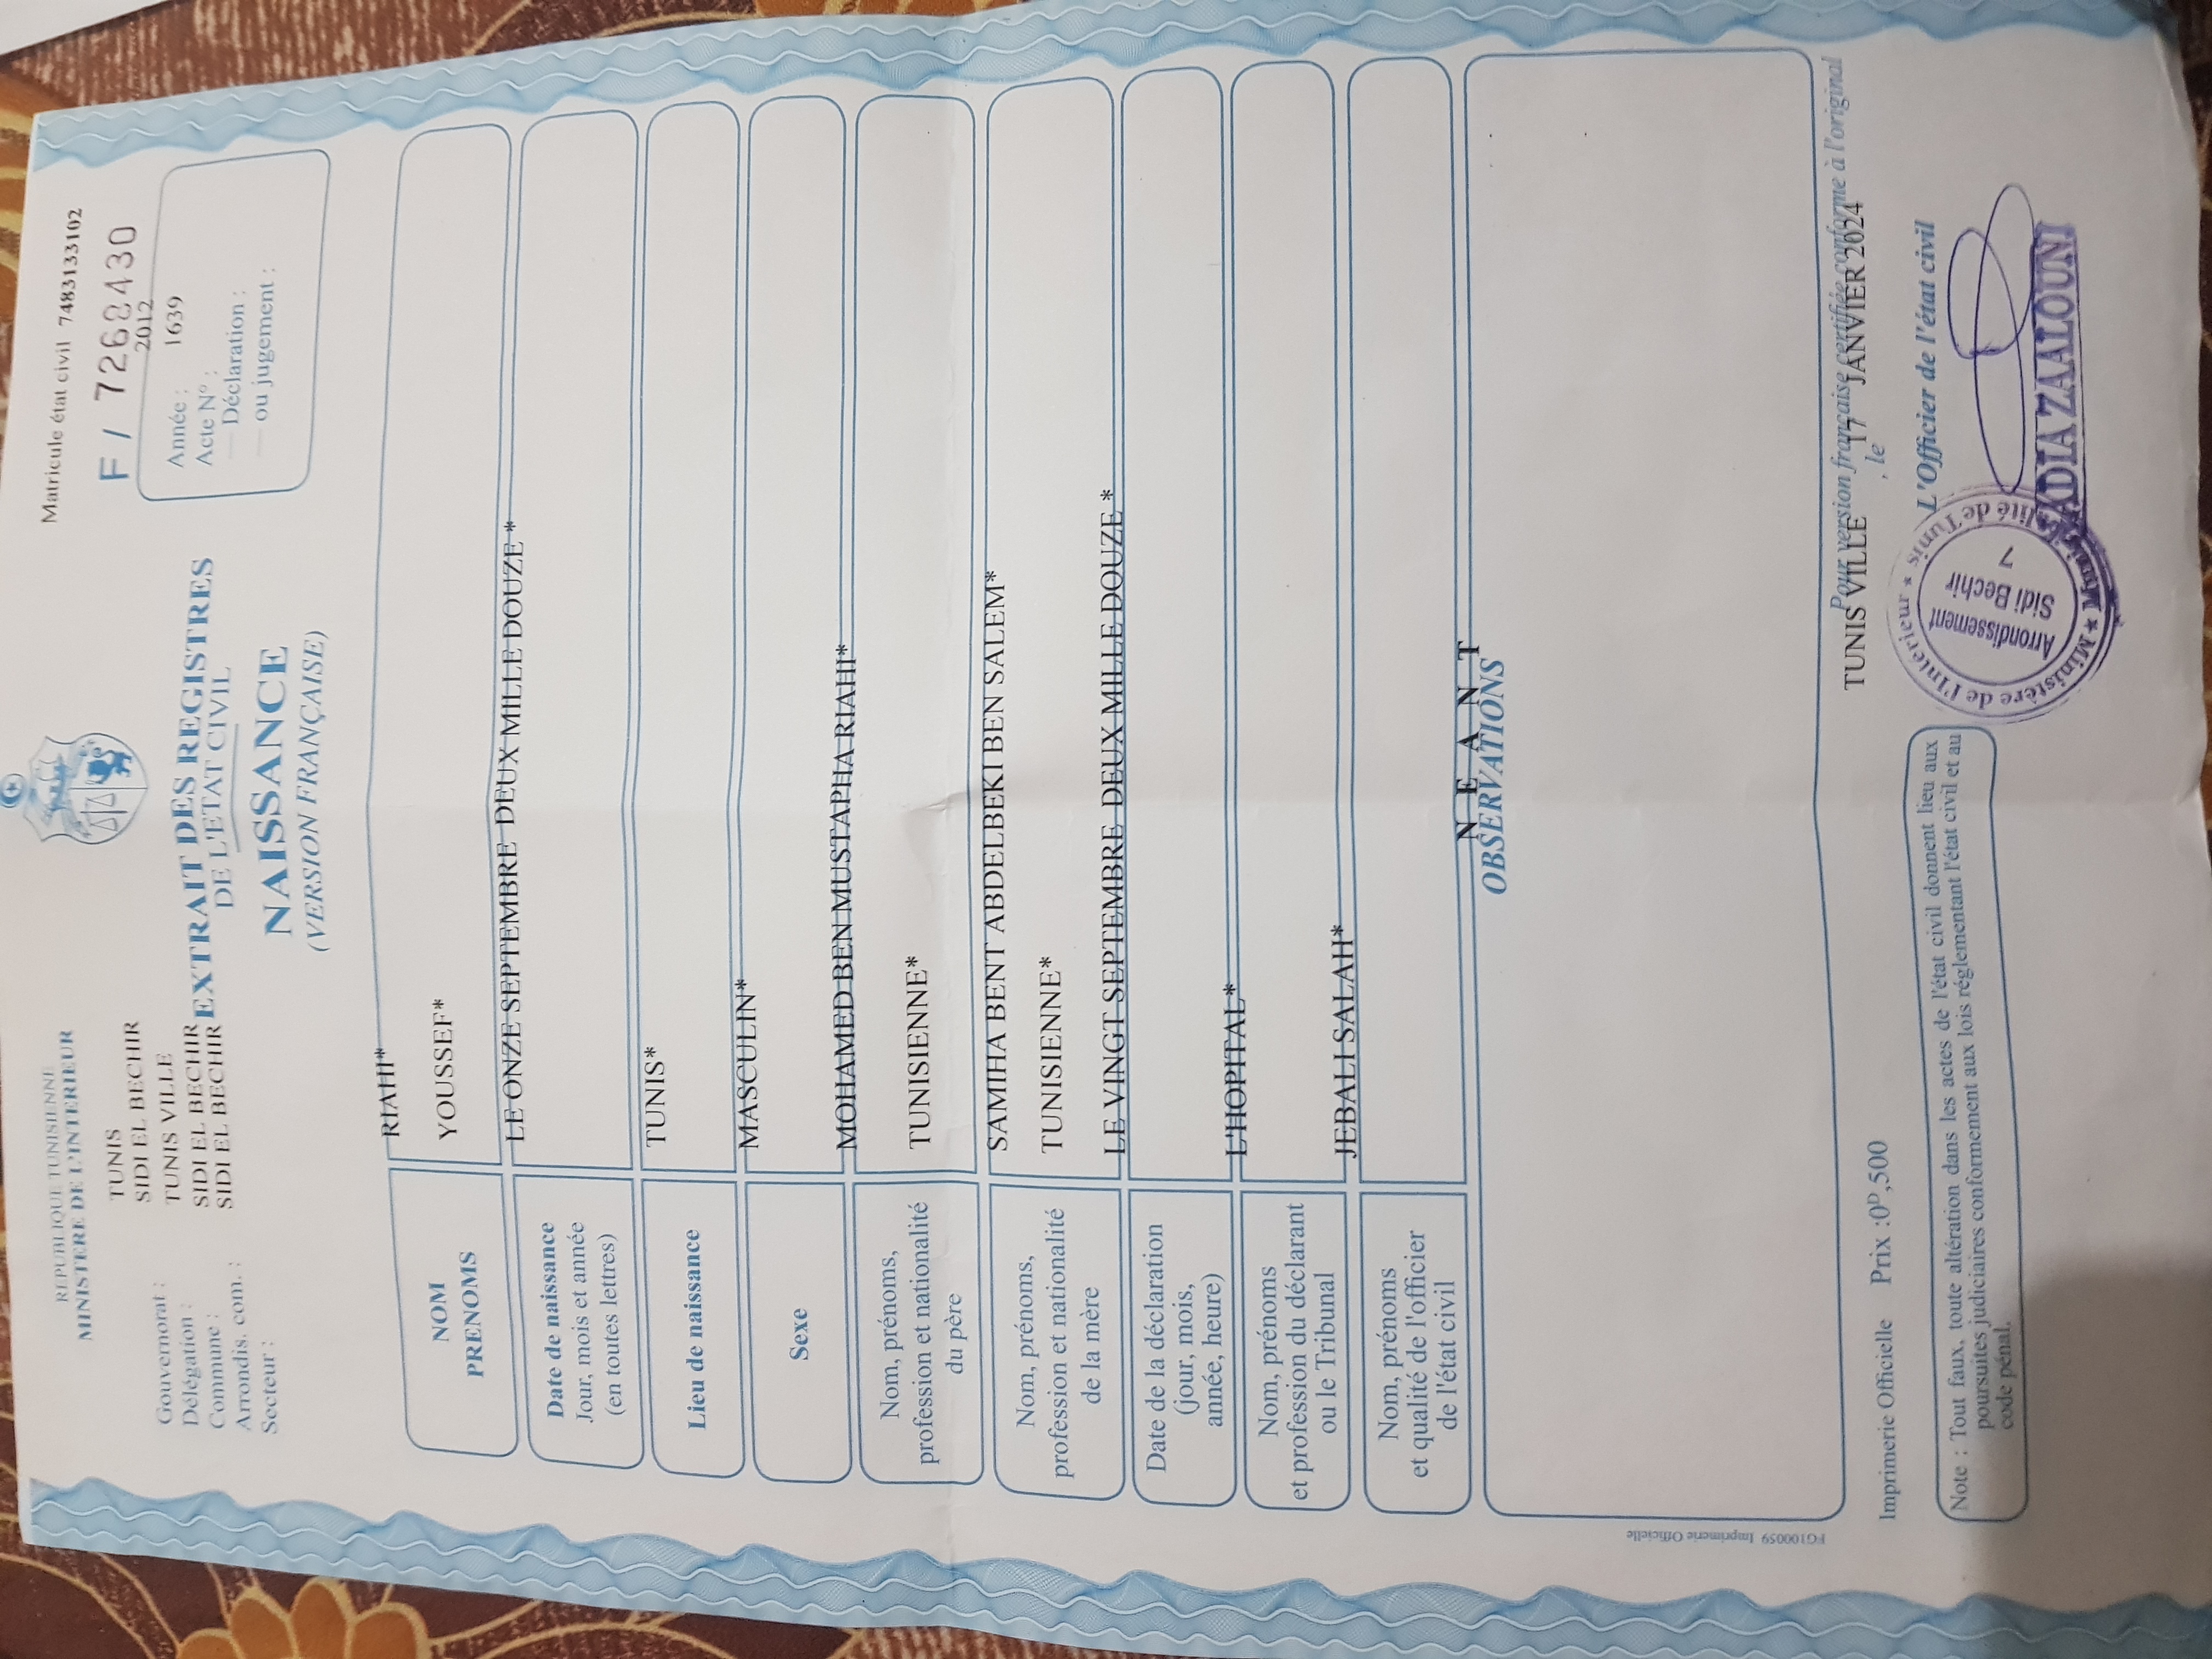 REPUBLIQUE TUNISIENNE
MINISTERE DE L'INTERIEUR
Matricule état civil 7483133102
F / 7268430
TUNIS
SIDI EL BECHIR
TUNIS VILLE
SIDI EL BECHIR
SIDI EL BECHIR
Gouvernorat :
Délégation :
Commune :
Arrondis. com. :
Secteur :
EXTRAIT DES REGISTRES
DE L'ETAT CIVIL
NAISSANCE
(VERSION FRANÇAISE)
2012
Année :
1639
Acte N° :
Déclaration :
ou jugement :
NOM
PRENOMS
RIAHI*
YOUSSEF*
Date de naissance
Jour, mois et année
(en toutes lettres)
LE ONZE SEPTEMBRE DEUX MILLE DOUZE *
Lieu de naissance
TUNIS*
Sexe
MASCULIN*
Nom, prénoms,
profession et nationalité
du père
MOHAMED BEN MUSTAPHA RIAHI*
TUNISIENNE*
Nom, prénoms,
profession et nationalité
de la mère
SAMIHA BENT ABDELBEKI BEN SALEM*
TUNISIENNE*
Date de la déclaration
(jour, mois,
année, heure)
LE VINGT SEPTEMBRE DEUX MILLE DOUZE *
Nom, prénoms
et profession du déclarant
ou le Tribunal
L'HOPITAL*
Nom, prénoms
et qualité de l'officier
de l'état civil
JEBALI SALAH*
N E A N T
OBSERVATIONS
Pour version française certifiée conforme à l'original
TUNIS VILLE , le 17 JANVIER 2024
L'Officier de l'état civil
Arrondissement
Sidi Bechir
7
★ Ministère de l'Intérieur ★
de Tunis
ADIA ZAALOUNI
Imprimerie Officielle Prix :0ᴰ,500
Note : Tout faux, toute altération dans les actes de l'état civil donnent lieu aux
poursuites judiciaires conformement aux lois réglementant l'état civil et au
code pénal.
FG100059 Imprimerie Officielle